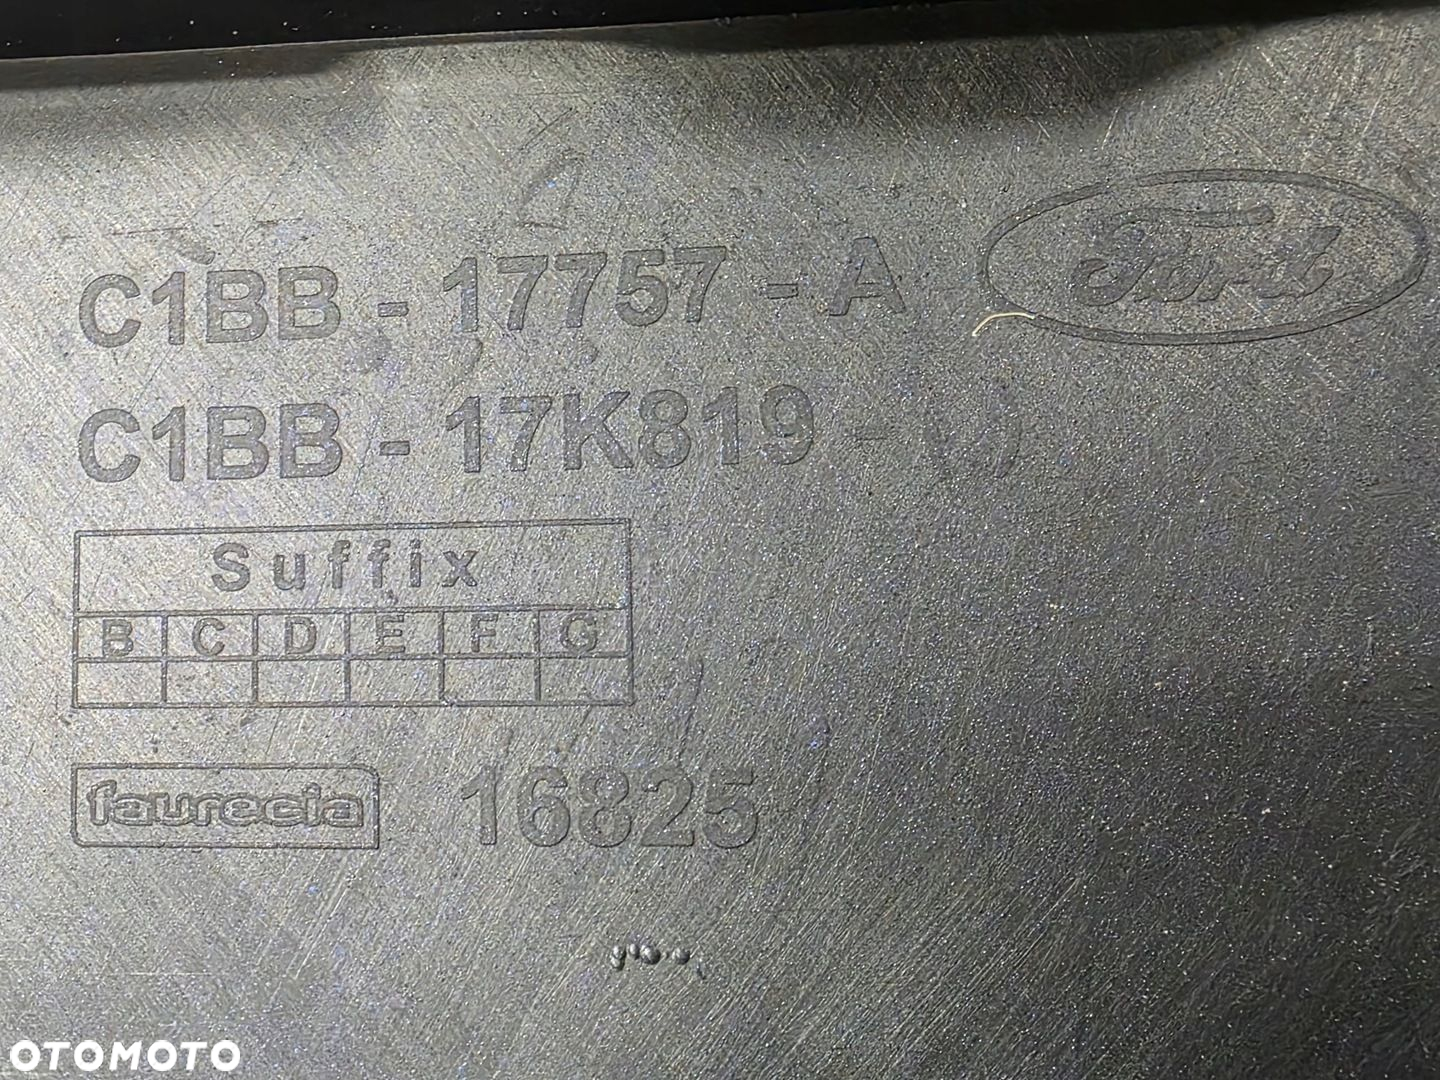 Ford
C1BB - 17757 - A
C1BB - 17K819 -
Suffix
B C D E F G
faurecia 16825
OTOMOTO